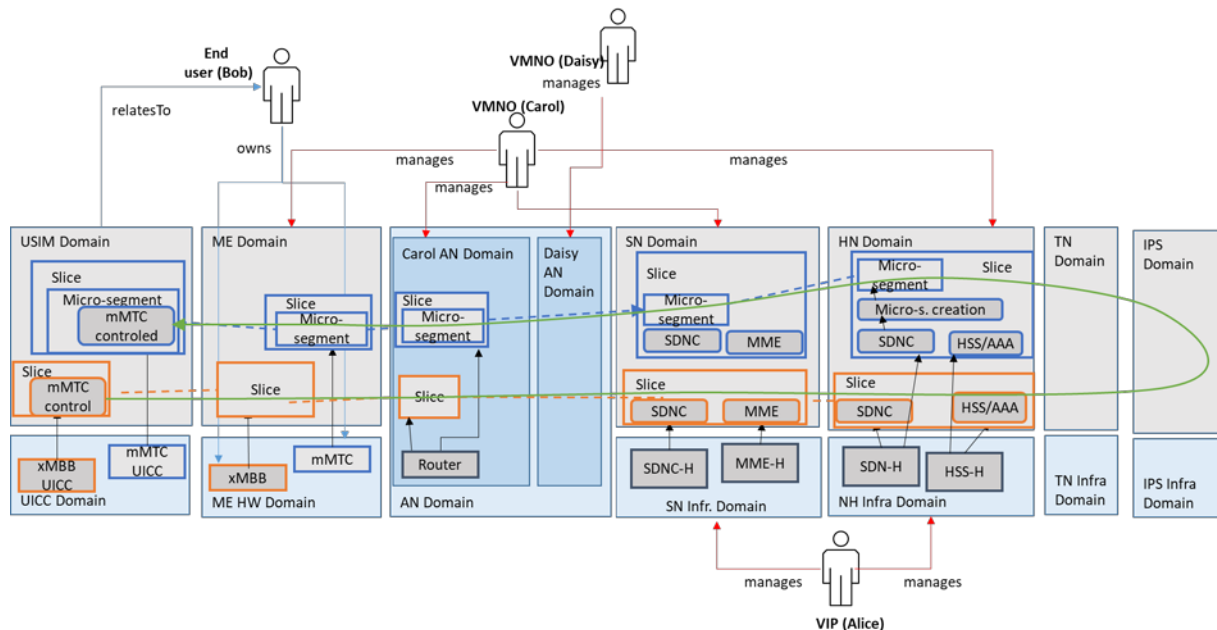 End
user (Bob)
VMNO (Daisy)
manages
VMNO (Carol)
relatesTo
owns
manages
manages
manages
USIM Domain
Slice
Micro-segment
mMTC
controled
Slice
mMTC
control
xMBB
UICC
mMTC
UICC
UICC Domain
ME Domain
Slice
Micro-
segment
Slice
xMBB
mMTC
ME HW Domain
Carol AN Domain
Slice
Micro-
segment
Slice
Router
AN Domain
Daisy
AN
Domain
SN Domain
Slice
Micro-
segment
SDNC
MME
Slice
SDNC
MME
SDNC-H
MME-H
SN Infr. Domain
HN Domain
Micro-
segment
Slice
Micro-s. creation
SDNC
HSS/AAA
Slice
SDNC
HSS/AAA
SDN-H
HSS-H
NH Infra Domain
TN
Domain
TN Infra
Domain
IPS
Domain
IPS Infra
Domain
manages
manages
VIP (Alice)